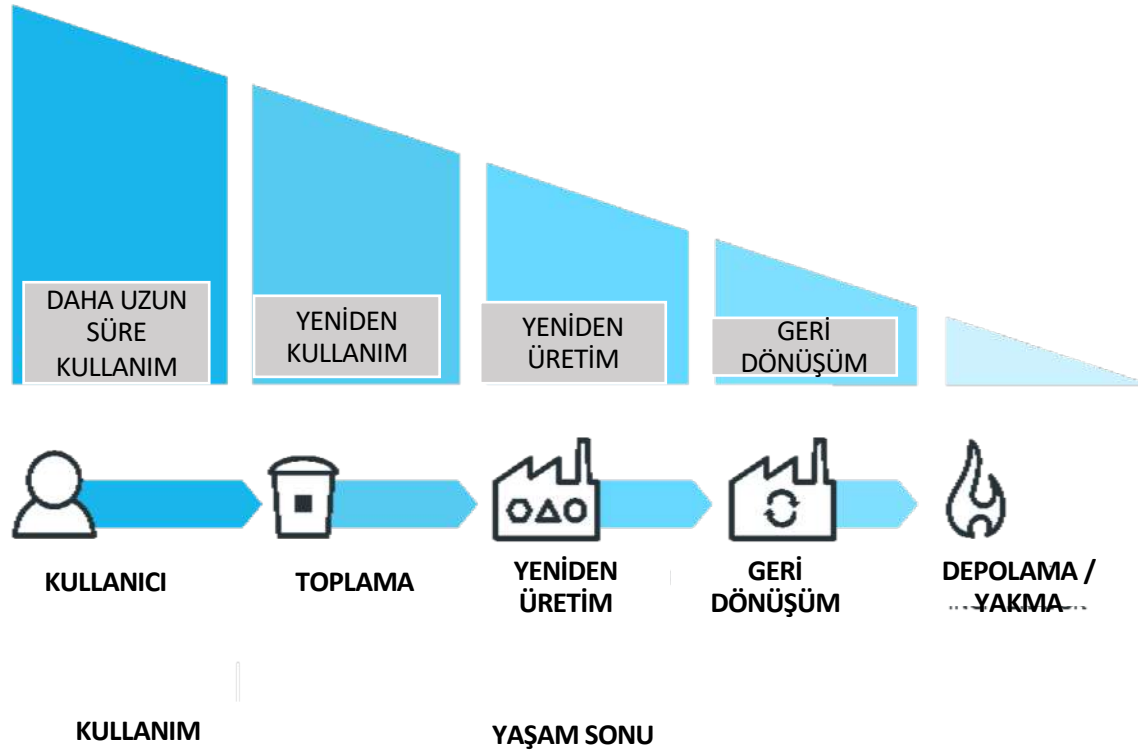 DAHA UZUN
SÜRE
KULLANIM
YENİDEN
KULLANIM
YENİDEN
ÜRETİM
GERİ
DÖNÜŞÜM
KULLANICI
TOPLAMA
YENİDEN
ÜRETİM
GERİ
DÖNÜŞÜM
DEPOLAMA /
YAKMA
KULLANIM
YAŞAM SONU